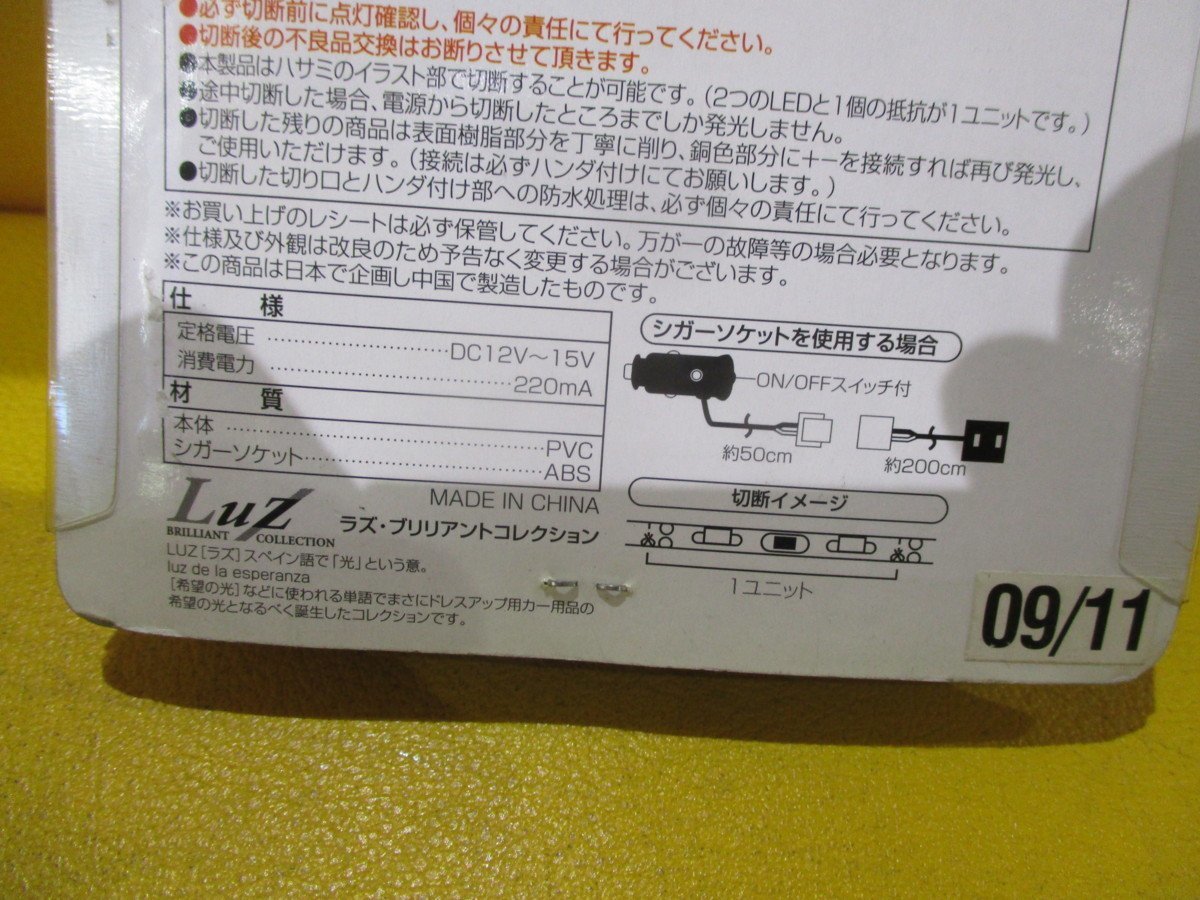 ●必ず切断前に点灯確認し、個々の責任にて行ってください。
●切断後の不良品交換はお断りさせて頂きます。
●本製品はハサミのイラスト部で切断することが可能です。(2つのLEDと1個の抵抗が1ユニットです。)
●途中切断した場合、電源から切断したところまでしか発光しません。
●切断した残りの商品は表面樹脂部分を丁寧に削り、銅色部分に+ーを接続すれば再び発光し、
ご使用いただけます。(接続は必ずハンダ付けにてお願いします。)
●切断した切り口とハンダ付け部への防水処理は、必ず個々の責任にて行ってください。
※お買い上げのレシートは必ず保管してください。万が一の故障等の場合必要となります。
※仕様及び外観は改良のため予告なく変更する場合がございます。
※この商品は日本で企画し中国で製造したものです。
仕 様
定格電圧 ……………………DC12V～15V
消費電力 ……………………220mA
材 質
本体 ……………………PVC
シガーソケット……………………ABS
MADE IN CHINA
Luz
BRILLIANT COLLECTION
ラズ・ブリリアントコレクション
LUZ[ラズ]スペイン語で「光」という意。
luz de la esperanza
[希望の光]などに使われる単語でまさにドレスアップ用カー用品の
希望の光となるべく誕生したコレクションです。
シガーソケットを使用する場合
ON/OFFスイッチ付
約50cm
約200cm
切断イメージ
1ユニット
09/11